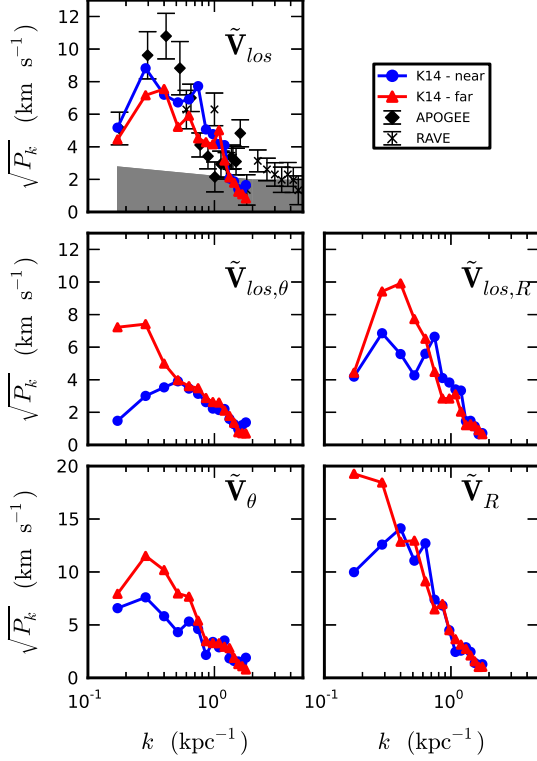 12
10
8
6
4
2
0
√P_k (km s⁻¹)
Ṽ_los
K14 - near
K14 - far
APOGEE
RAVE
12
10
8
6
4
2
0
√P_k (km s⁻¹)
Ṽ_los,θ
Ṽ_los,R
20
15
10
5
0
√P_k (km s⁻¹)
Ṽ_θ
Ṽ_R
10⁻¹ 10⁰ 10⁻¹ 10⁰
k (kpc⁻¹) k (kpc⁻¹)